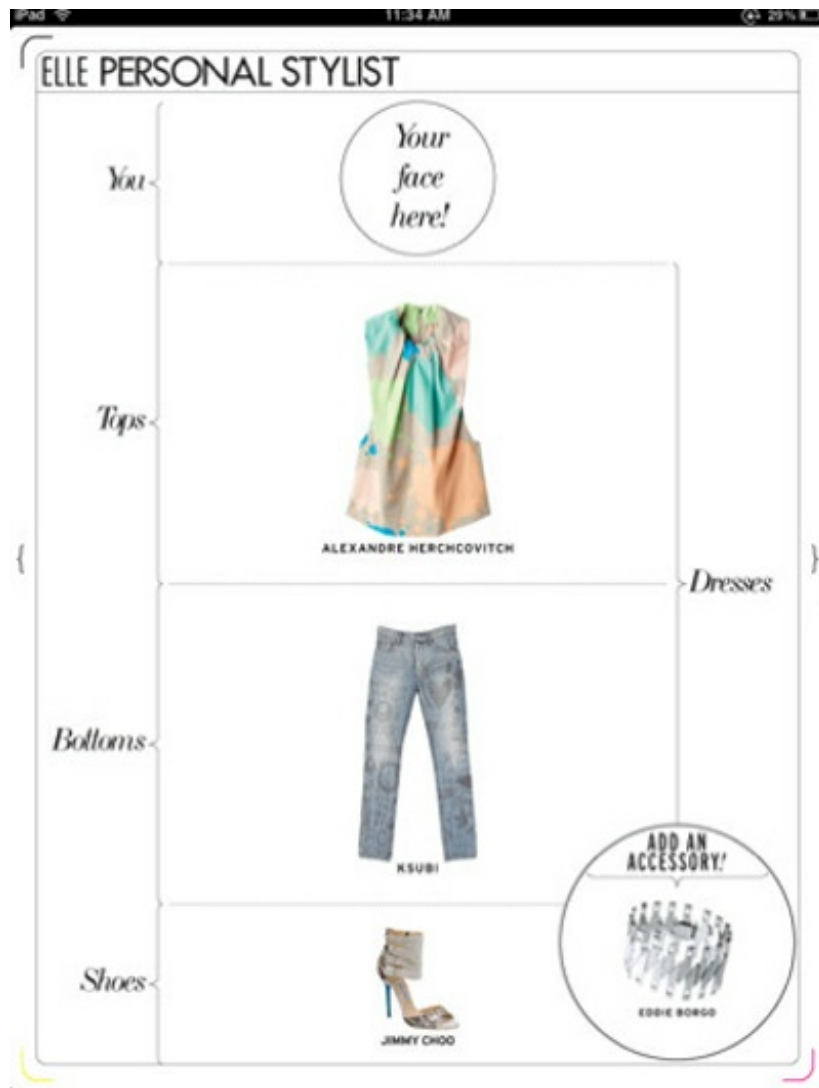 iPad
11:34 AM
29%
ELLE PERSONAL STYLIST
You
Your
face
here!
Tops
ALEXANDRE HERCHCOVITCH
Dresses
Bottoms
KSUBI
ADD AN
ACCESSORY!
EDDIE BORGO
Shoes
JIMMY CHOO